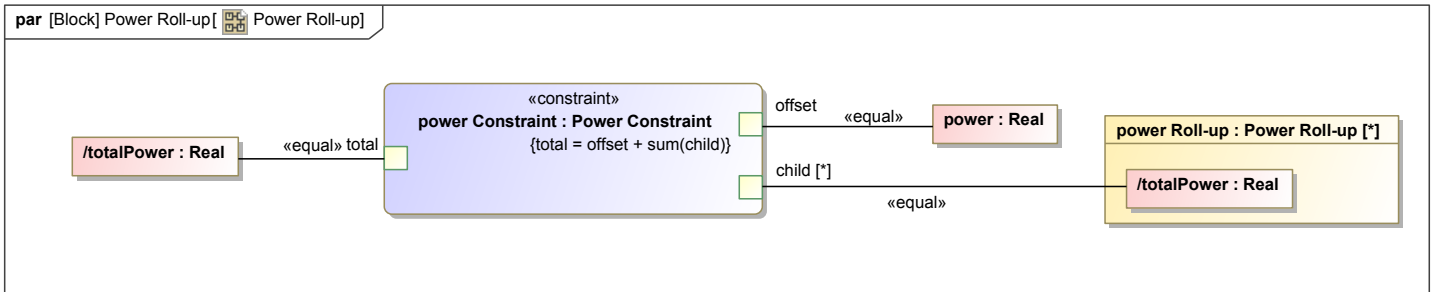 par [Block] Power Roll-up[ Power Roll-up]
«constraint»
power Constraint : Power Constraint
{total = offset + sum(child)}
/totalPower : Real
«equal» total
offset
«equal»
power : Real
child [*]
«equal»
power Roll-up : Power Roll-up [*]
/totalPower : Real